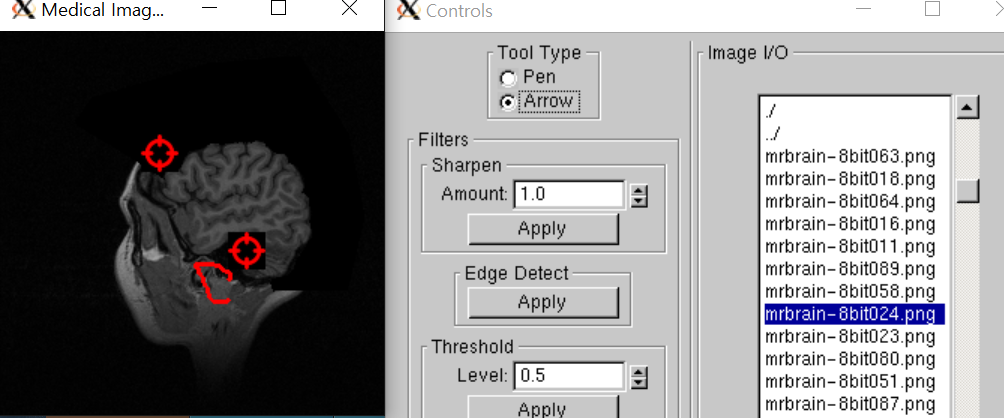 Medical Imag...
Controls
Tool Type
Pen
Arrow
Filters
Sharpen
Amount: 1.0
Apply
Edge Detect
Apply
Threshold
Level: 0.5
Apply
Image I/O
./
../
mrbrain-8bit063.png
mrbrain-8bit018.png
mrbrain-8bit064.png
mrbrain-8bit016.png
mrbrain-8bit011.png
mrbrain-8bit089.png
mrbrain-8bit058.png
mrbrain-8bit024.png
mrbrain-8bit023.png
mrbrain-8bit080.png
mrbrain-8bit051.png
mrbrain-8bit087.png